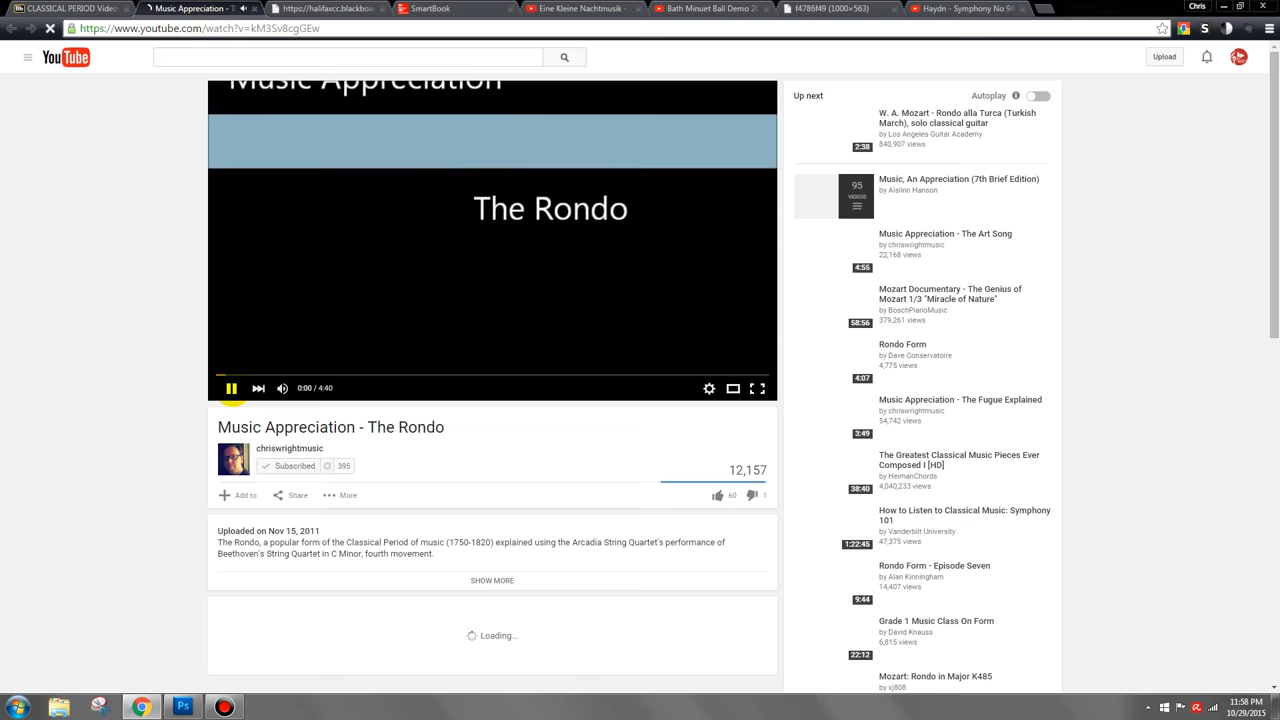 CLASSICAL PERIOD Video
Music Appreciation - The
https://halifaxcc.blackbo
SmartBook
Eine Kleine Nachtmusik -
Bath Minuet Ball Demo 20
f4786f49 (1000×563)
Haydn - Symphony No 94
Chris
https://www.youtube.com/watch?v=kM3Sv8cgGEw
YouTube
Upload
Music Appreciation
The Rondo
0:00 / 4:40
Music Appreciation - The Rondo
chriswrightmusic
Subscribed 395
12,157
Add to Share More
60 1
Uploaded on Nov 15, 2011
The Rondo, a popular form of the Classical Period of music (1750-1820) explained using the Arcadia String Quartet's performance of
Beethoven's String Quartet in C Minor, fourth movement.
SHOW MORE
Loading...
Up next
Autoplay
W. A. Mozart - Rondo alla Turca (Turkish
March), solo classical guitar
by Los Angeles Guitar Academy
840,907 views
2:38
95
VIDEOS
Music, An Appreciation (7th Brief Edition)
by Aislinn Hanson
Music Appreciation - The Art Song
by chriswrightmusic
22,168 views
4:55
Mozart Documentary - The Genius of
Mozart 1/3 "Miracle of Nature"
by BoschPianoMusic
379,261 views
58:56
Rondo Form
by Dave Conservatoire
4,775 views
4:07
Music Appreciation - The Fugue Explained
by chriswrightmusic
54,742 views
3:49
The Greatest Classical Music Pieces Ever
Composed I [HD]
by HeimanChords
4,040,233 views
38:40
How to Listen to Classical Music: Symphony
101
by Vanderbilt University
47,375 views
1:22:45
Rondo Form - Episode Seven
by Alan Kinningham
14,407 views
9:44
Grade 1 Music Class On Form
by David Knauss
6,815 views
22:12
Mozart: Rondo in Major K485
by xj808
Ps
11:58 PM
10/29/2015